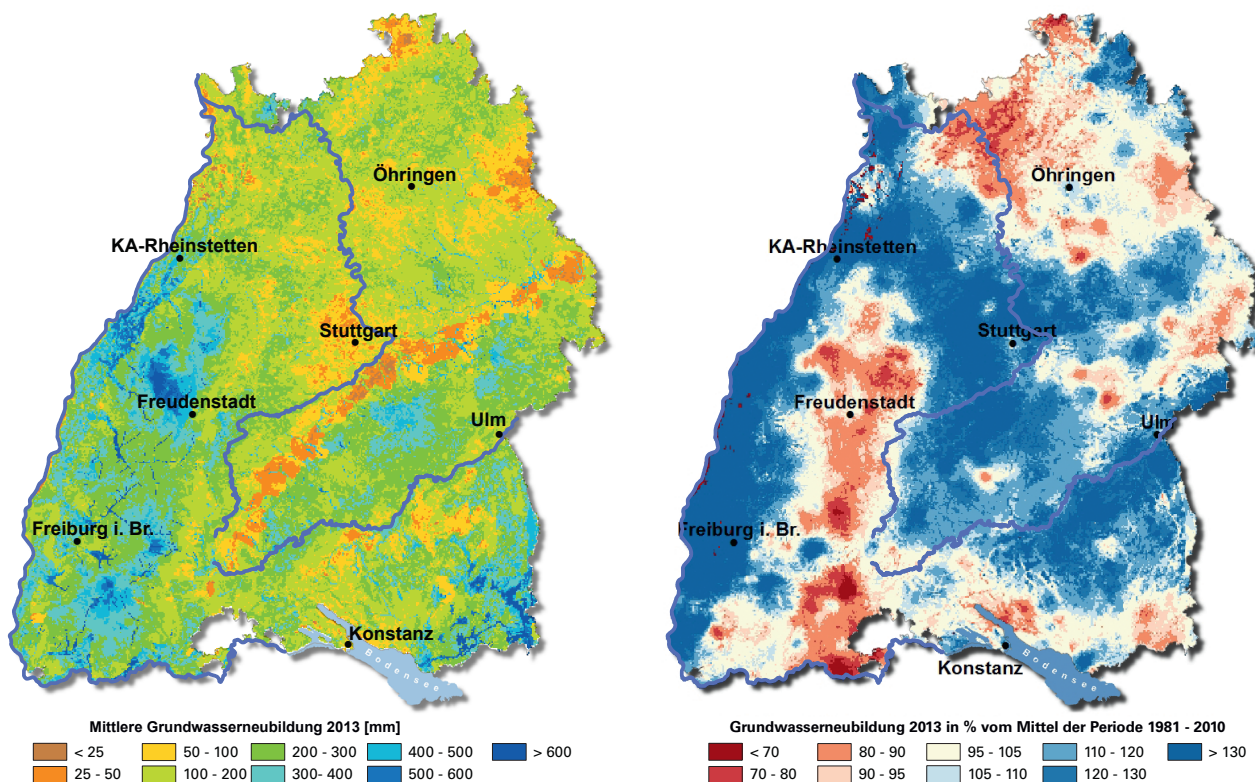 Öhringen
KA-Rheinstetten
Stuttgart
Freudenstadt
Ulm
Freiburg i. Br.
Konstanz
Bodensee
Mittlere Grundwasserneubildung 2013 [mm]
< 25 50 - 100 200 - 300 400 - 500 > 600
25 - 50 100 - 200 300- 400 500 - 600
Öhringen
KA-Rheinstetten
Stuttgart
Freudenstadt
Ulm
Freiburg i. Br.
Konstanz
Bodensee
Grundwasserneubildung 2013 in % vom Mittel der Periode 1981 - 2010
< 70 80 - 90 95 - 105 110 - 120 > 130
70 - 80 90 - 95 105 - 110 120 - 130